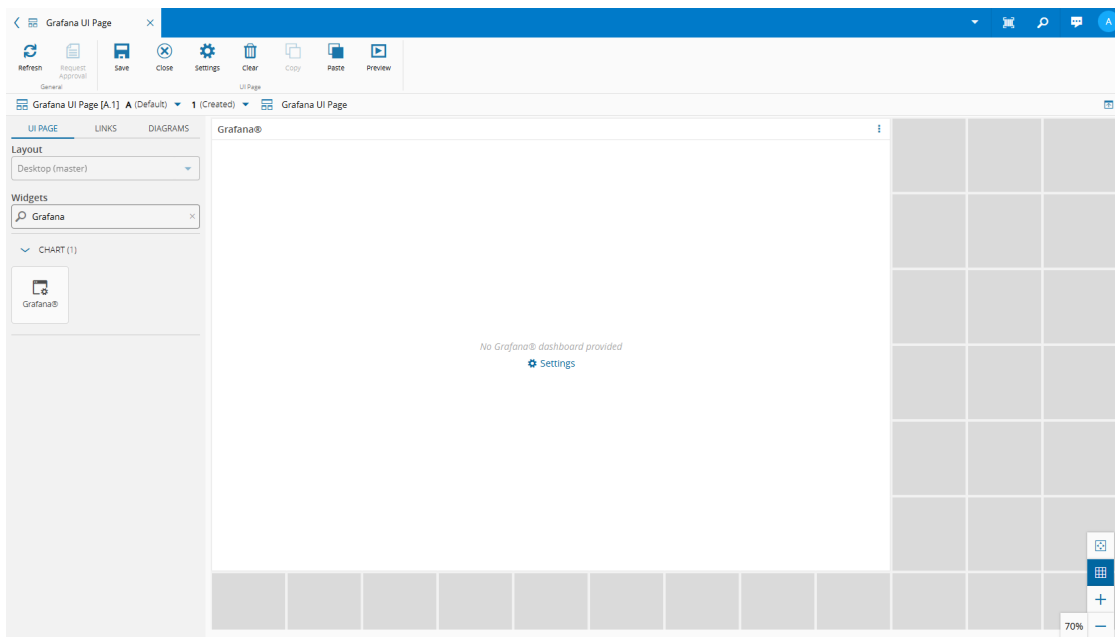 Grafana UI Page
A
Refresh
Request Approval
Save
Close
Settings
Clear
Copy
Paste
Preview
General
UI Page
Grafana UI Page [A.1] A (Default) 1 (Created) Grafana UI Page
UI PAGE LINKS DIAGRAMS
Layout
Desktop (master)
Widgets
Grafana
CHART (1)
Grafana®
Grafana®
No Grafana® dashboard provided
Settings
70%